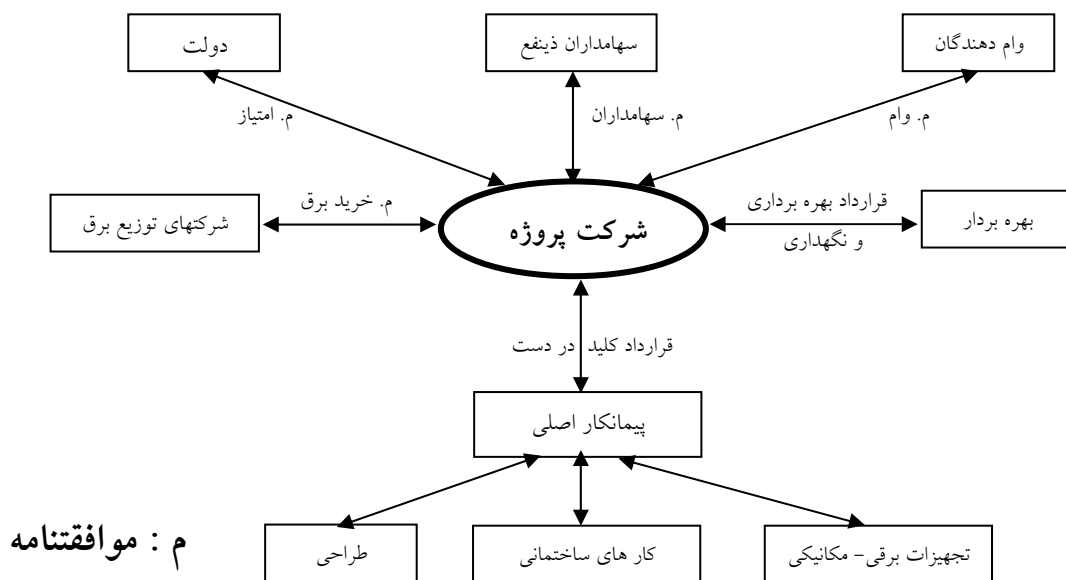 وام دهندگان
سهامداران ذینفع
دولت
م. وام
م. سهامداران
م. امتیاز
بهره بردار
قرارداد بهره برداری
و نگهداری
شرکت پروژه
م. خرید برق
شرکتهای توزیع برق
قرارداد کلید در دست
پیمانکار اصلی
تجهیزات برقی- مکانیکی
کار های ساختمانی
طراحی
م : موافقتنامه